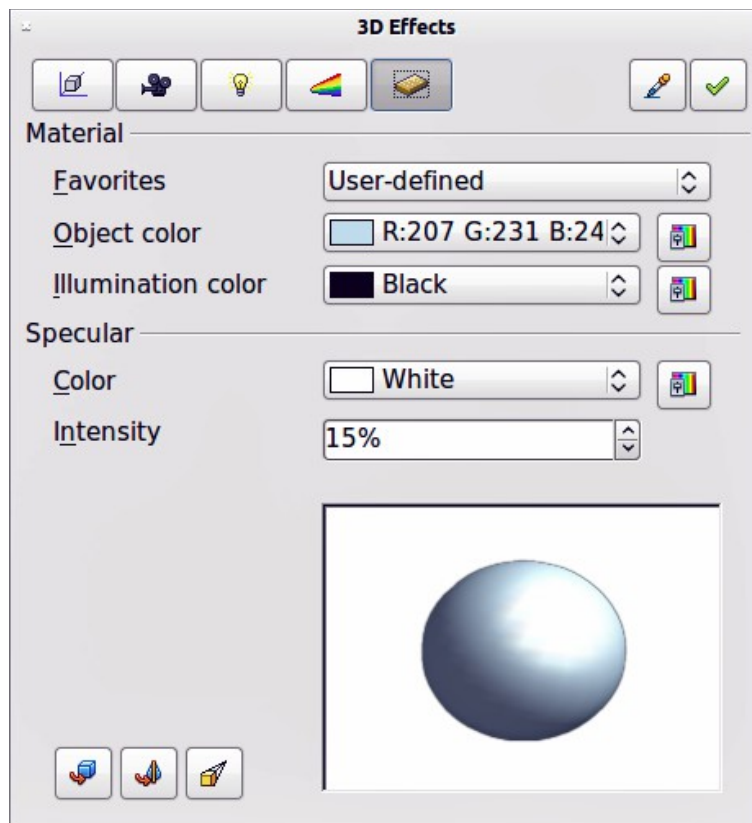 3D Effects
Material
Favorites User-defined
Object color R:207 G:231 B:24
Illumination color Black
Specular
Color White
Intensity 15%